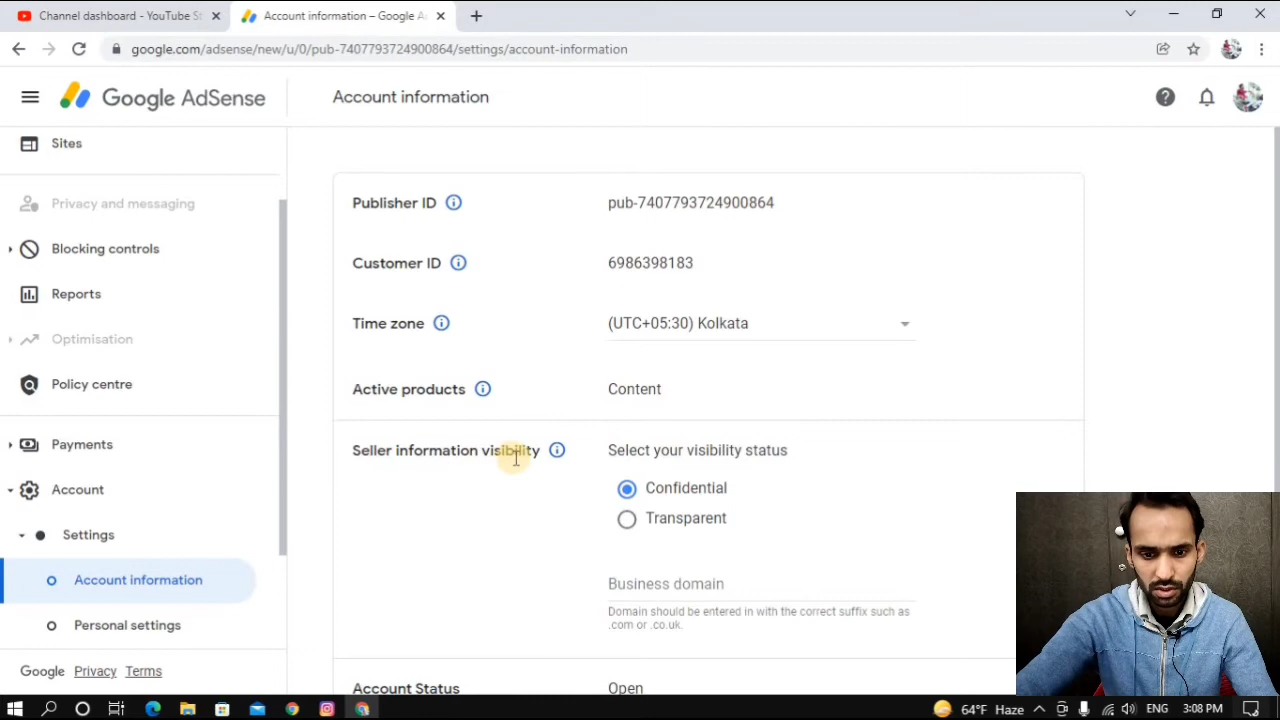 Channel dashboard - YouTube St
Account information – Google Ad
google.com/adsense/new/u/0/pub-7407793724900864/settings/account-information
Google AdSense
Account information
Sites
Privacy and messaging
Blocking controls
Reports
Optimisation
Policy centre
Payments
Account
Settings
Account information
Personal settings
Google Privacy Terms
Publisher ID
pub-7407793724900864
Customer ID
6986398183
Time zone
(UTC+05:30) Kolkata
Active products
Content
Seller information visibility
Select your visibility status
Confidential
Transparent
Business domain
Domain should be entered in with the correct suffix such as
.com or .co.uk.
Account Status
Open
64°F Haze
ENG
3:08 PM